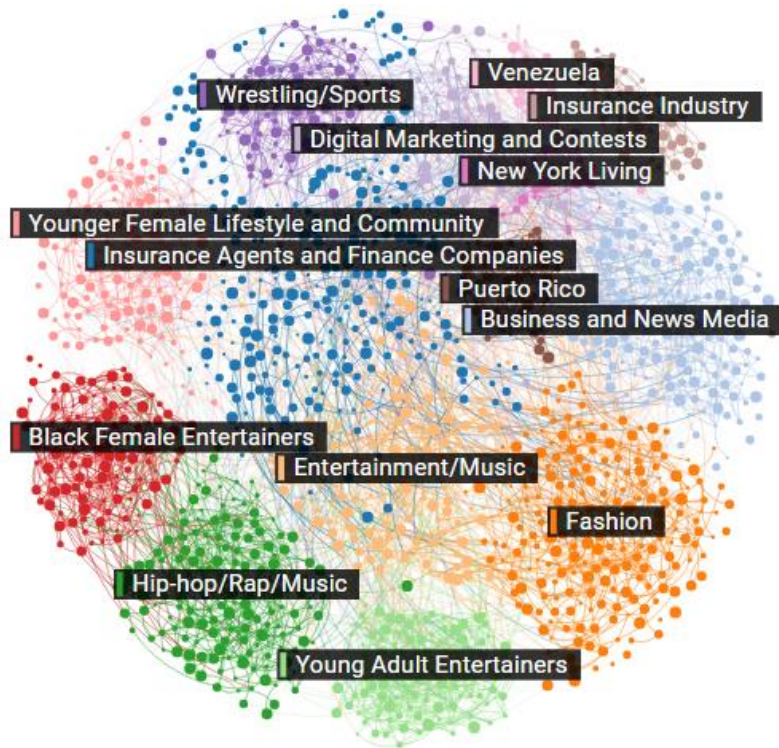 Venezuela
Wrestling/Sports
Insurance Industry
Digital Marketing and Contests
New York Living
Younger Female Lifestyle and Community
Insurance Agents and Finance Companies
Puerto Rico
Business and News Media
Black Female Entertainers
Entertainment/Music
Fashion
Hip-hop/Rap/Music
Young Adult Entertainers